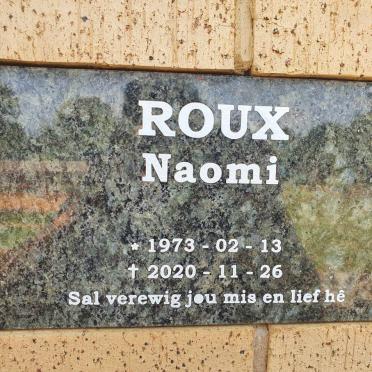 ROUX
Naomi
* 1973 - 02 - 13
† 2020 - 11 - 26
Sal verewig jou mis en lief hê